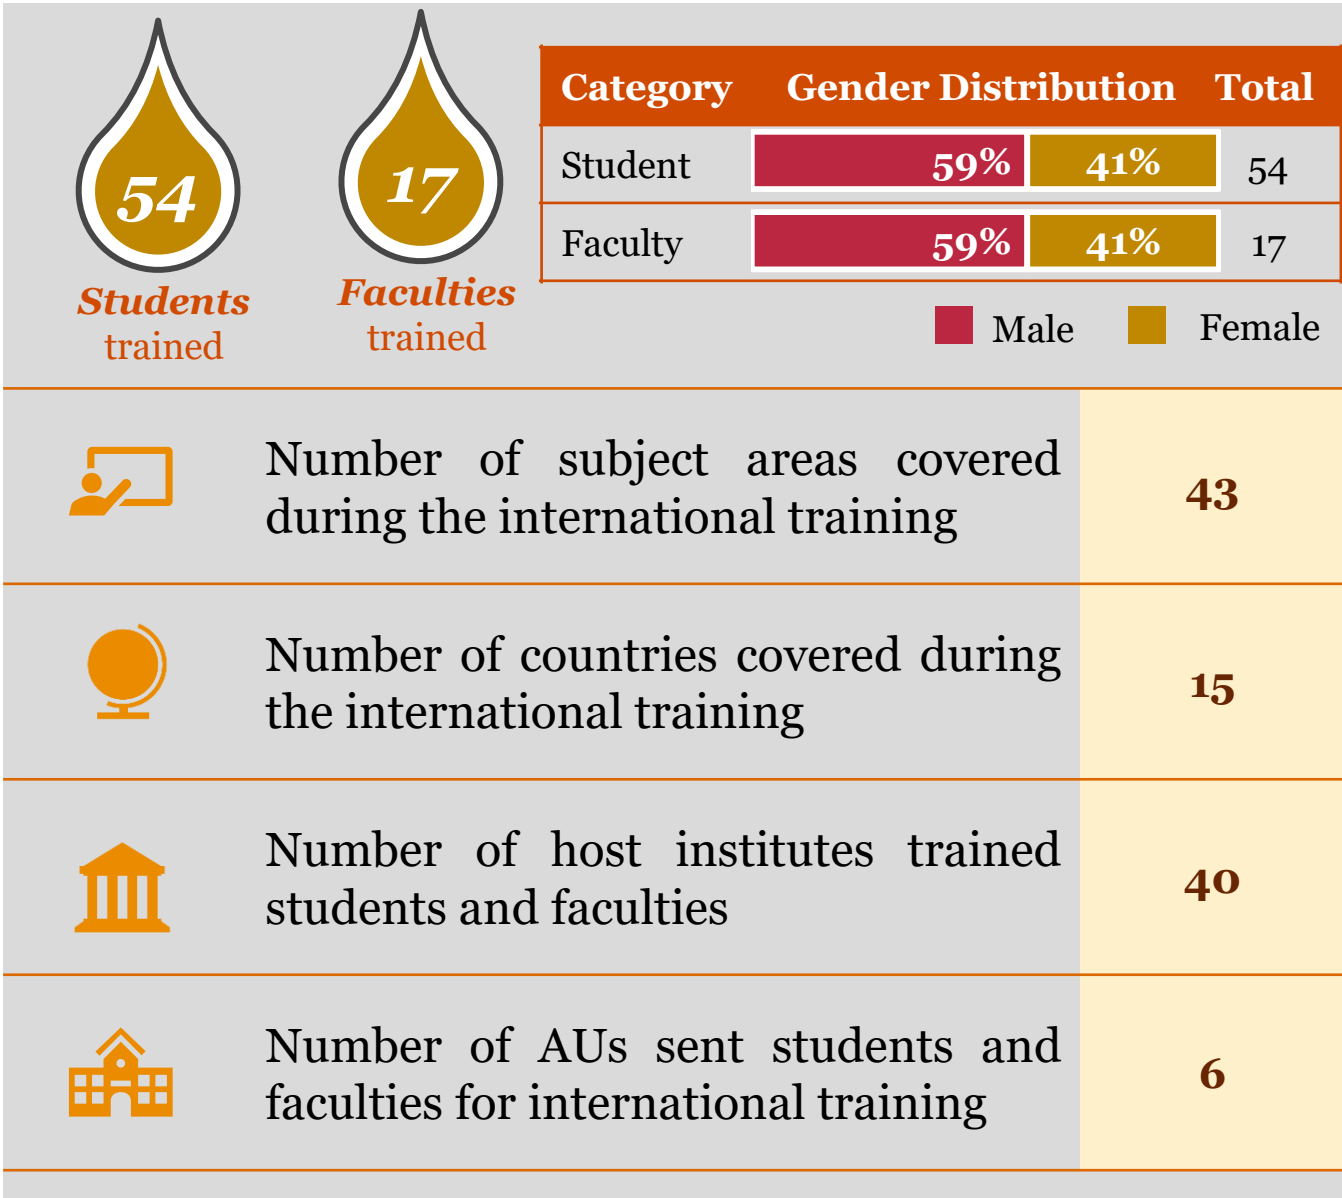 54
Students
trained
17
Faculties
trained
Category Gender Distribution Total
Student 59% 41% 54
Faculty 59% 41% 17
Male Female
Number of subject areas covered
during the international training
43
Number of countries covered during
the international training
15
Number of host institutes trained
students and faculties
40
Number of AUs sent students and
faculties for international training
6